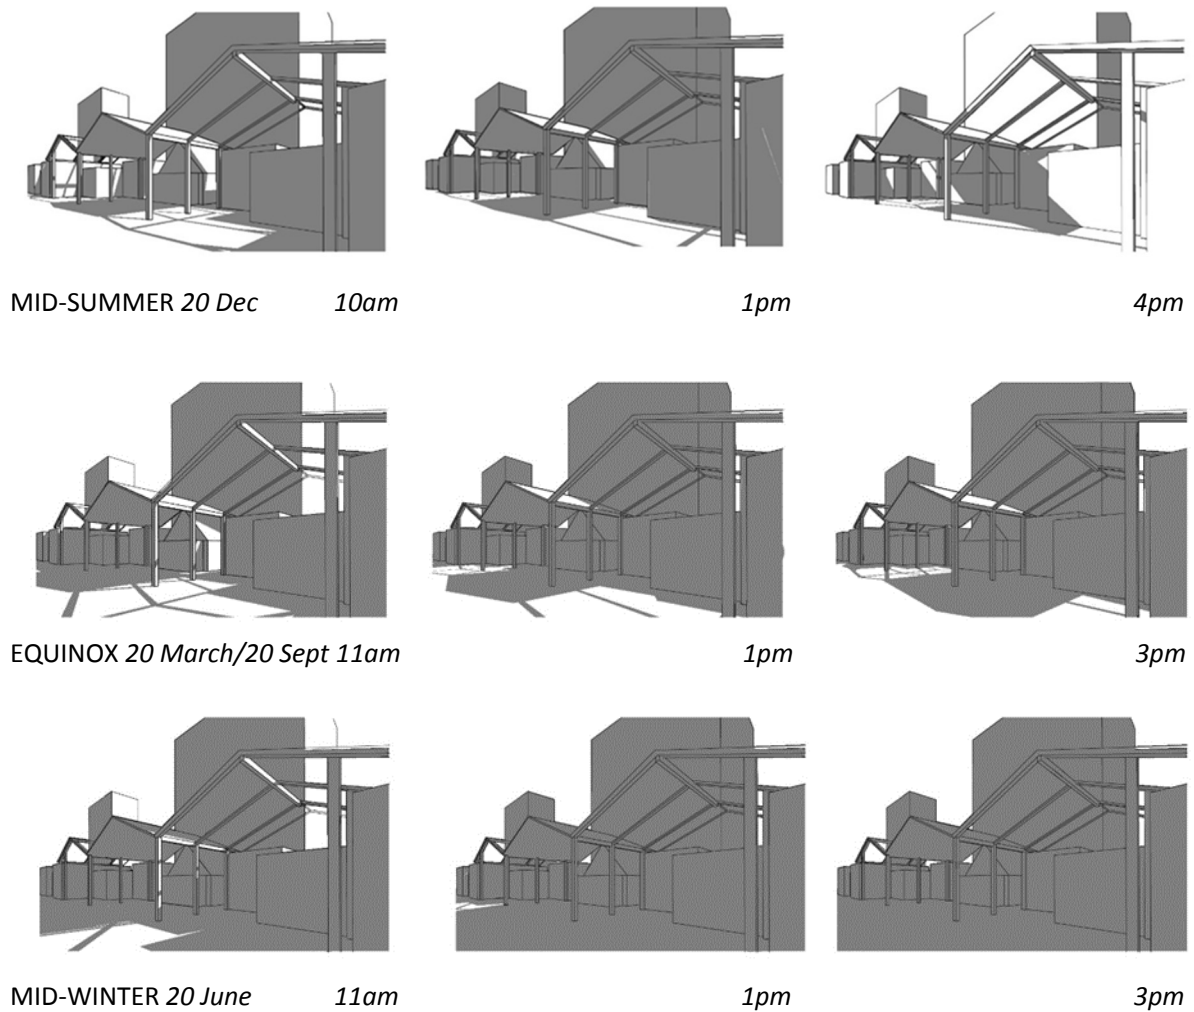 MID-SUMMER 20 Dec 10am 1pm 4pm
EQUINOX 20 March/20 Sept 11am 1pm 3pm
MID-WINTER 20 June 11am 1pm 3pm